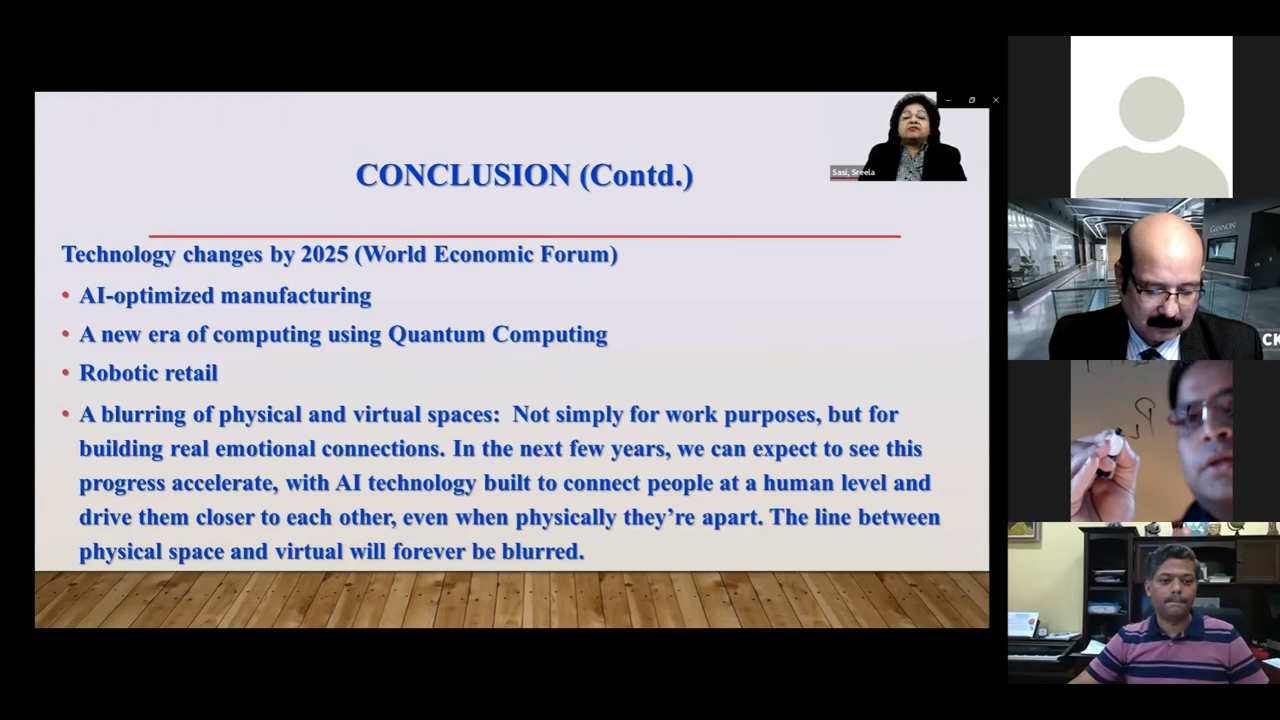 CONCLUSION (Contd.)
Sasi, Sreela
Technology changes by 2025 (World Economic Forum)
• AI-optimized manufacturing
• A new era of computing using Quantum Computing
• Robotic retail
• A blurring of physical and virtual spaces: Not simply for work purposes, but for
building real emotional connections. In the next few years, we can expect to see this
progress accelerate, with AI technology built to connect people at a human level and
drive them closer to each other, even when physically they’re apart. The line between
physical space and virtual will forever be blurred.
GANNON
CK